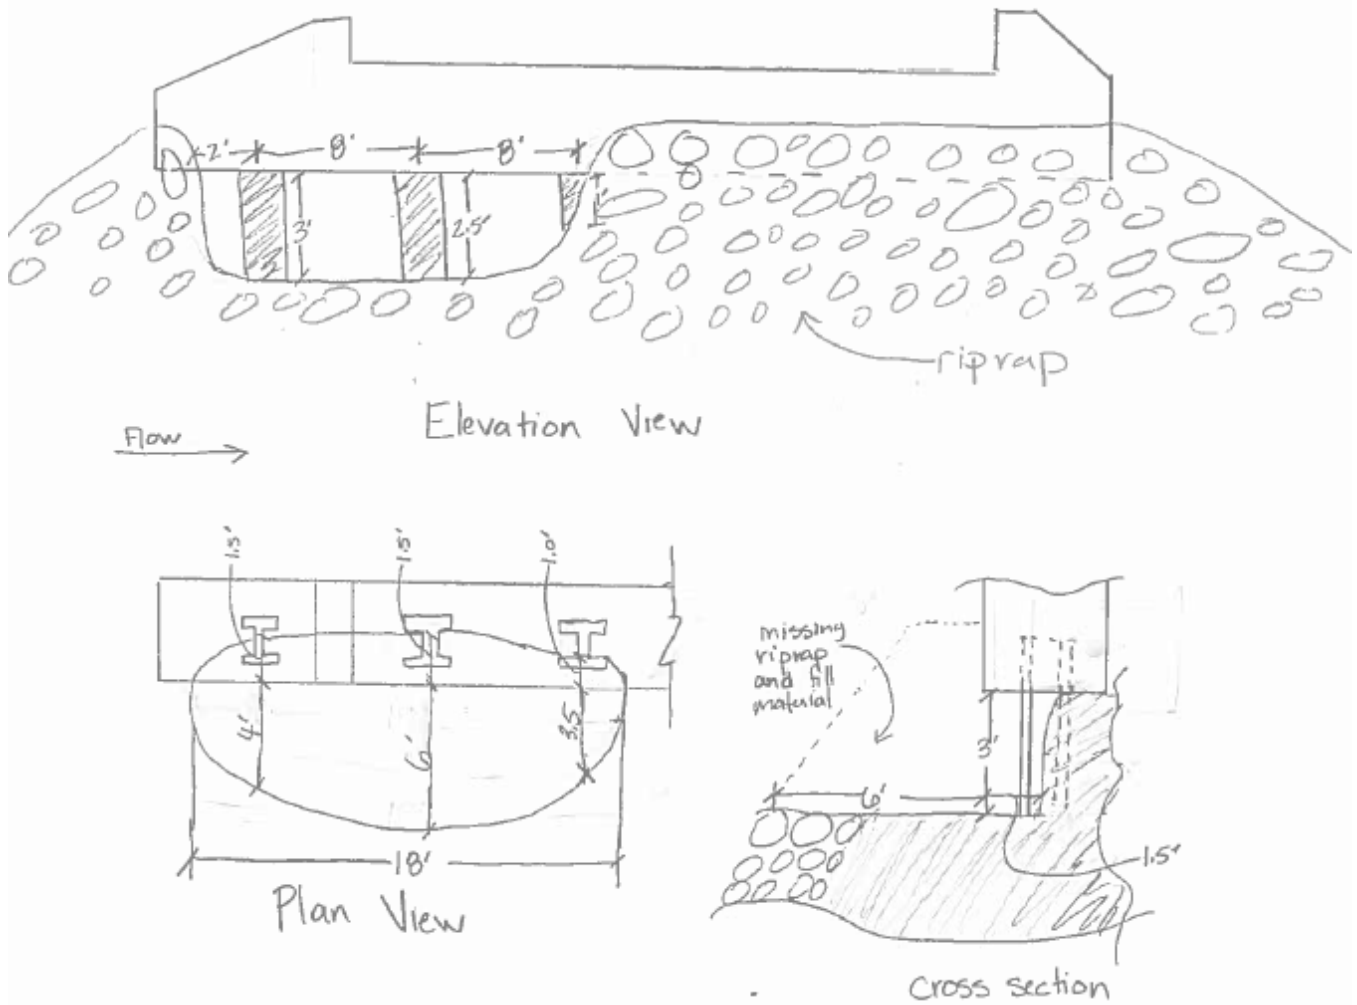 2'
8'
8'
3'
2.5'
1'
riprap
Elevation View
Flow
1.5'
1.5'
1.0'
4'
6'
3.5
18'
Plan View
missing
riprap
and fill
material
3'
6'
1.5'
Cross section